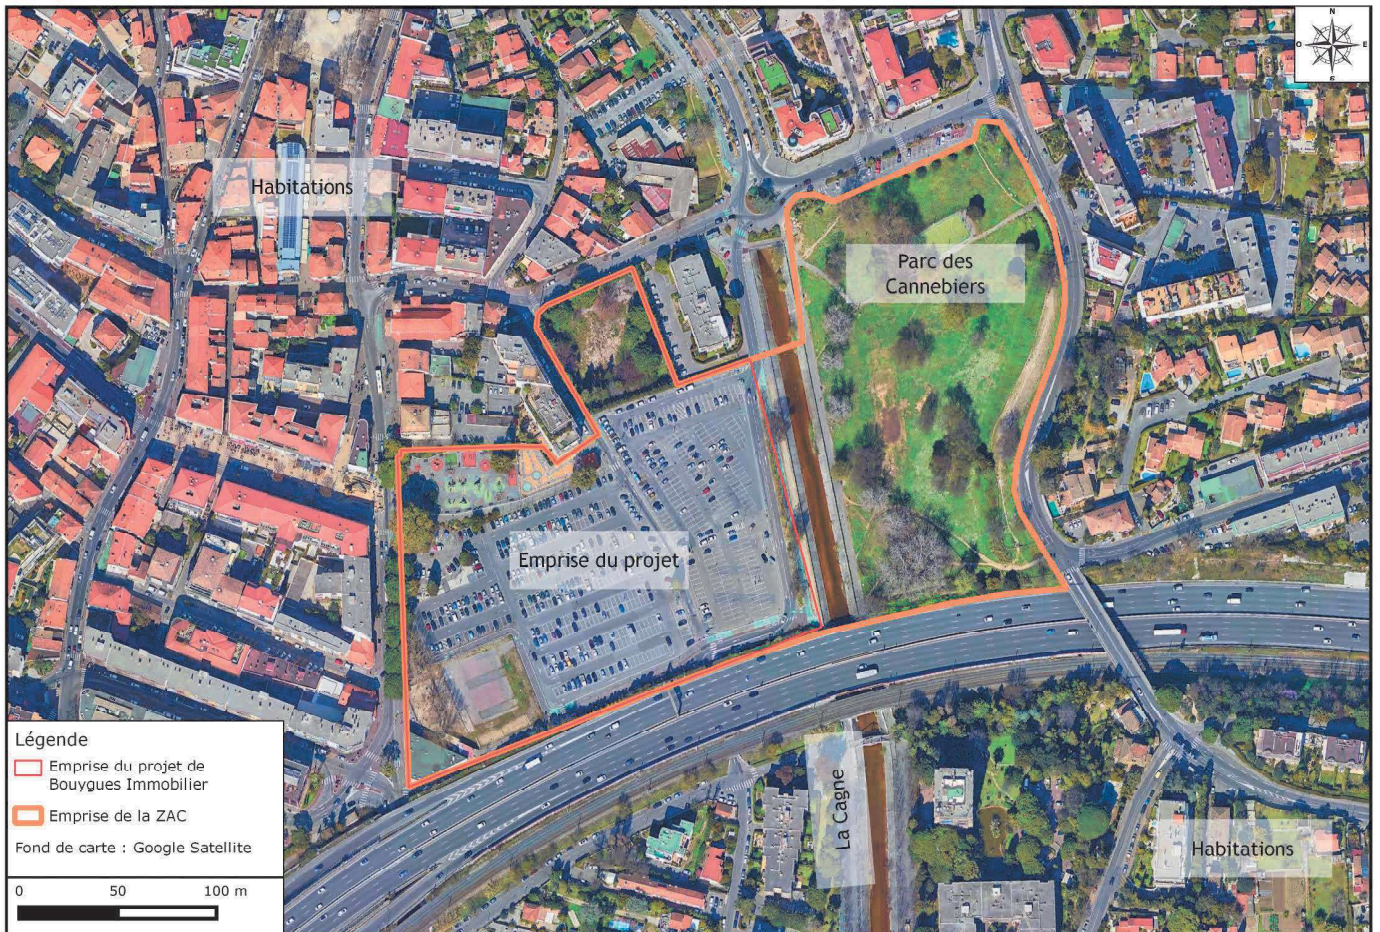 N
O
E
S
Habitations
Parc des
Cannebiers
Emprise du projet
La Cagne
Habitations
Légende
Emprise du projet de
Bouygues Immobilier
Emprise de la ZAC
Fond de carte : Google Satellite
0 50 100 m